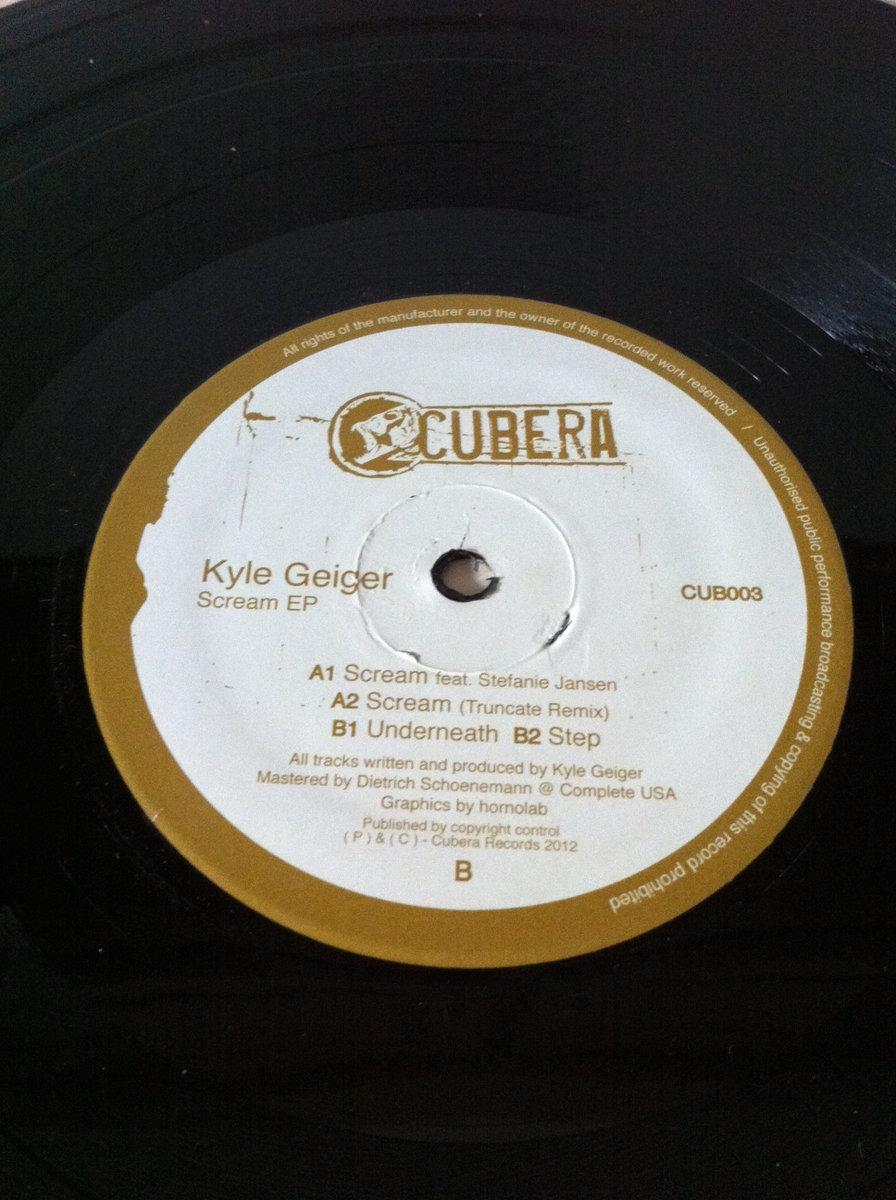 All rights of the manufacturer and the owner of the recorded work reserved / Unauthorised public performance broadcasting & copying of this record prohibited
CUBERA
Kyle Geiger
Scream EP
CUB003
A1 Scream feat. Stefanie Jansen
A2 Scream (Truncate Remix)
B1 Underneath B2 Step
All tracks written and produced by Kyle Geiger
Mastered by Dietrich Schoenemann @ Complete USA
Graphics by hornolab
Published by copyright control
( P ) & ( C ) - Cubera Records 2012
B